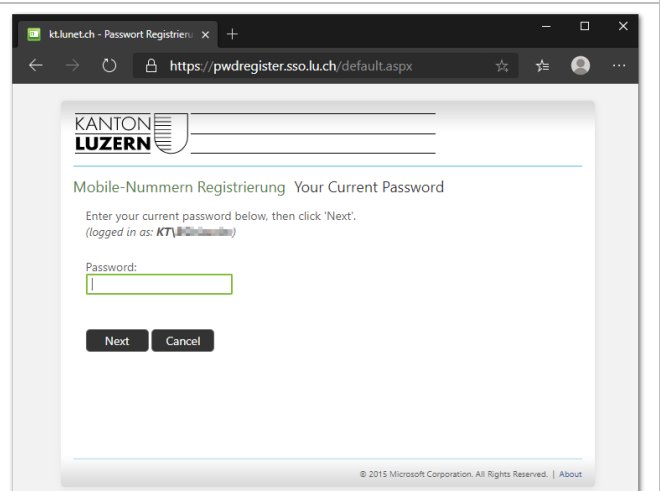 kt.lunet.ch - Passwort Registrieru
https://pwdregister.sso.lu.ch/default.aspx
KANTON
LUZERN
Mobile-Nummern Registrierung Your Current Password
Enter your current password below, then click 'Next'.
(logged in as: KT\
Password:
Next Cancel
© 2015 Microsoft Corporation. All Rights Reserved. | About